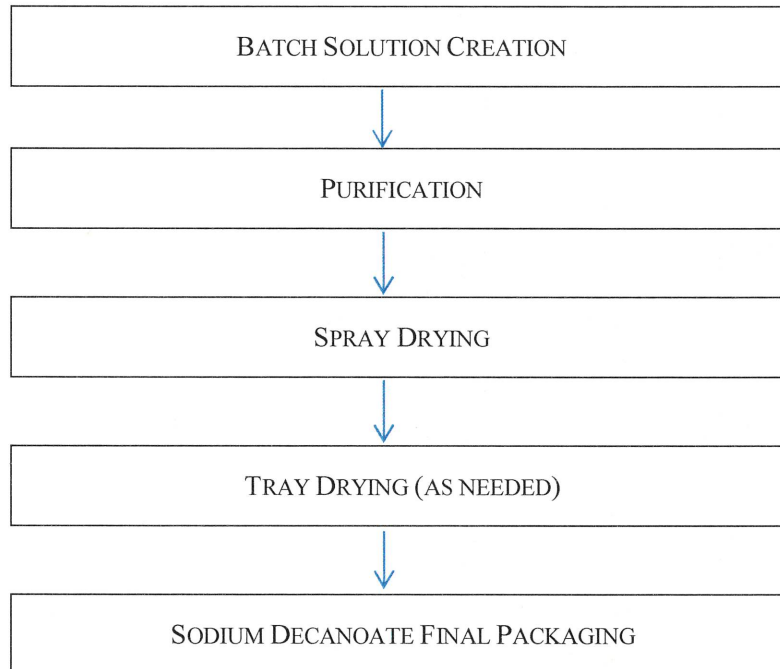 BATCH SOLUTION CREATION
PURIFICATION
SPRAY DRYING
TRAY DRYING (AS NEEDED)
SODIUM DECANOATE FINAL PACKAGING